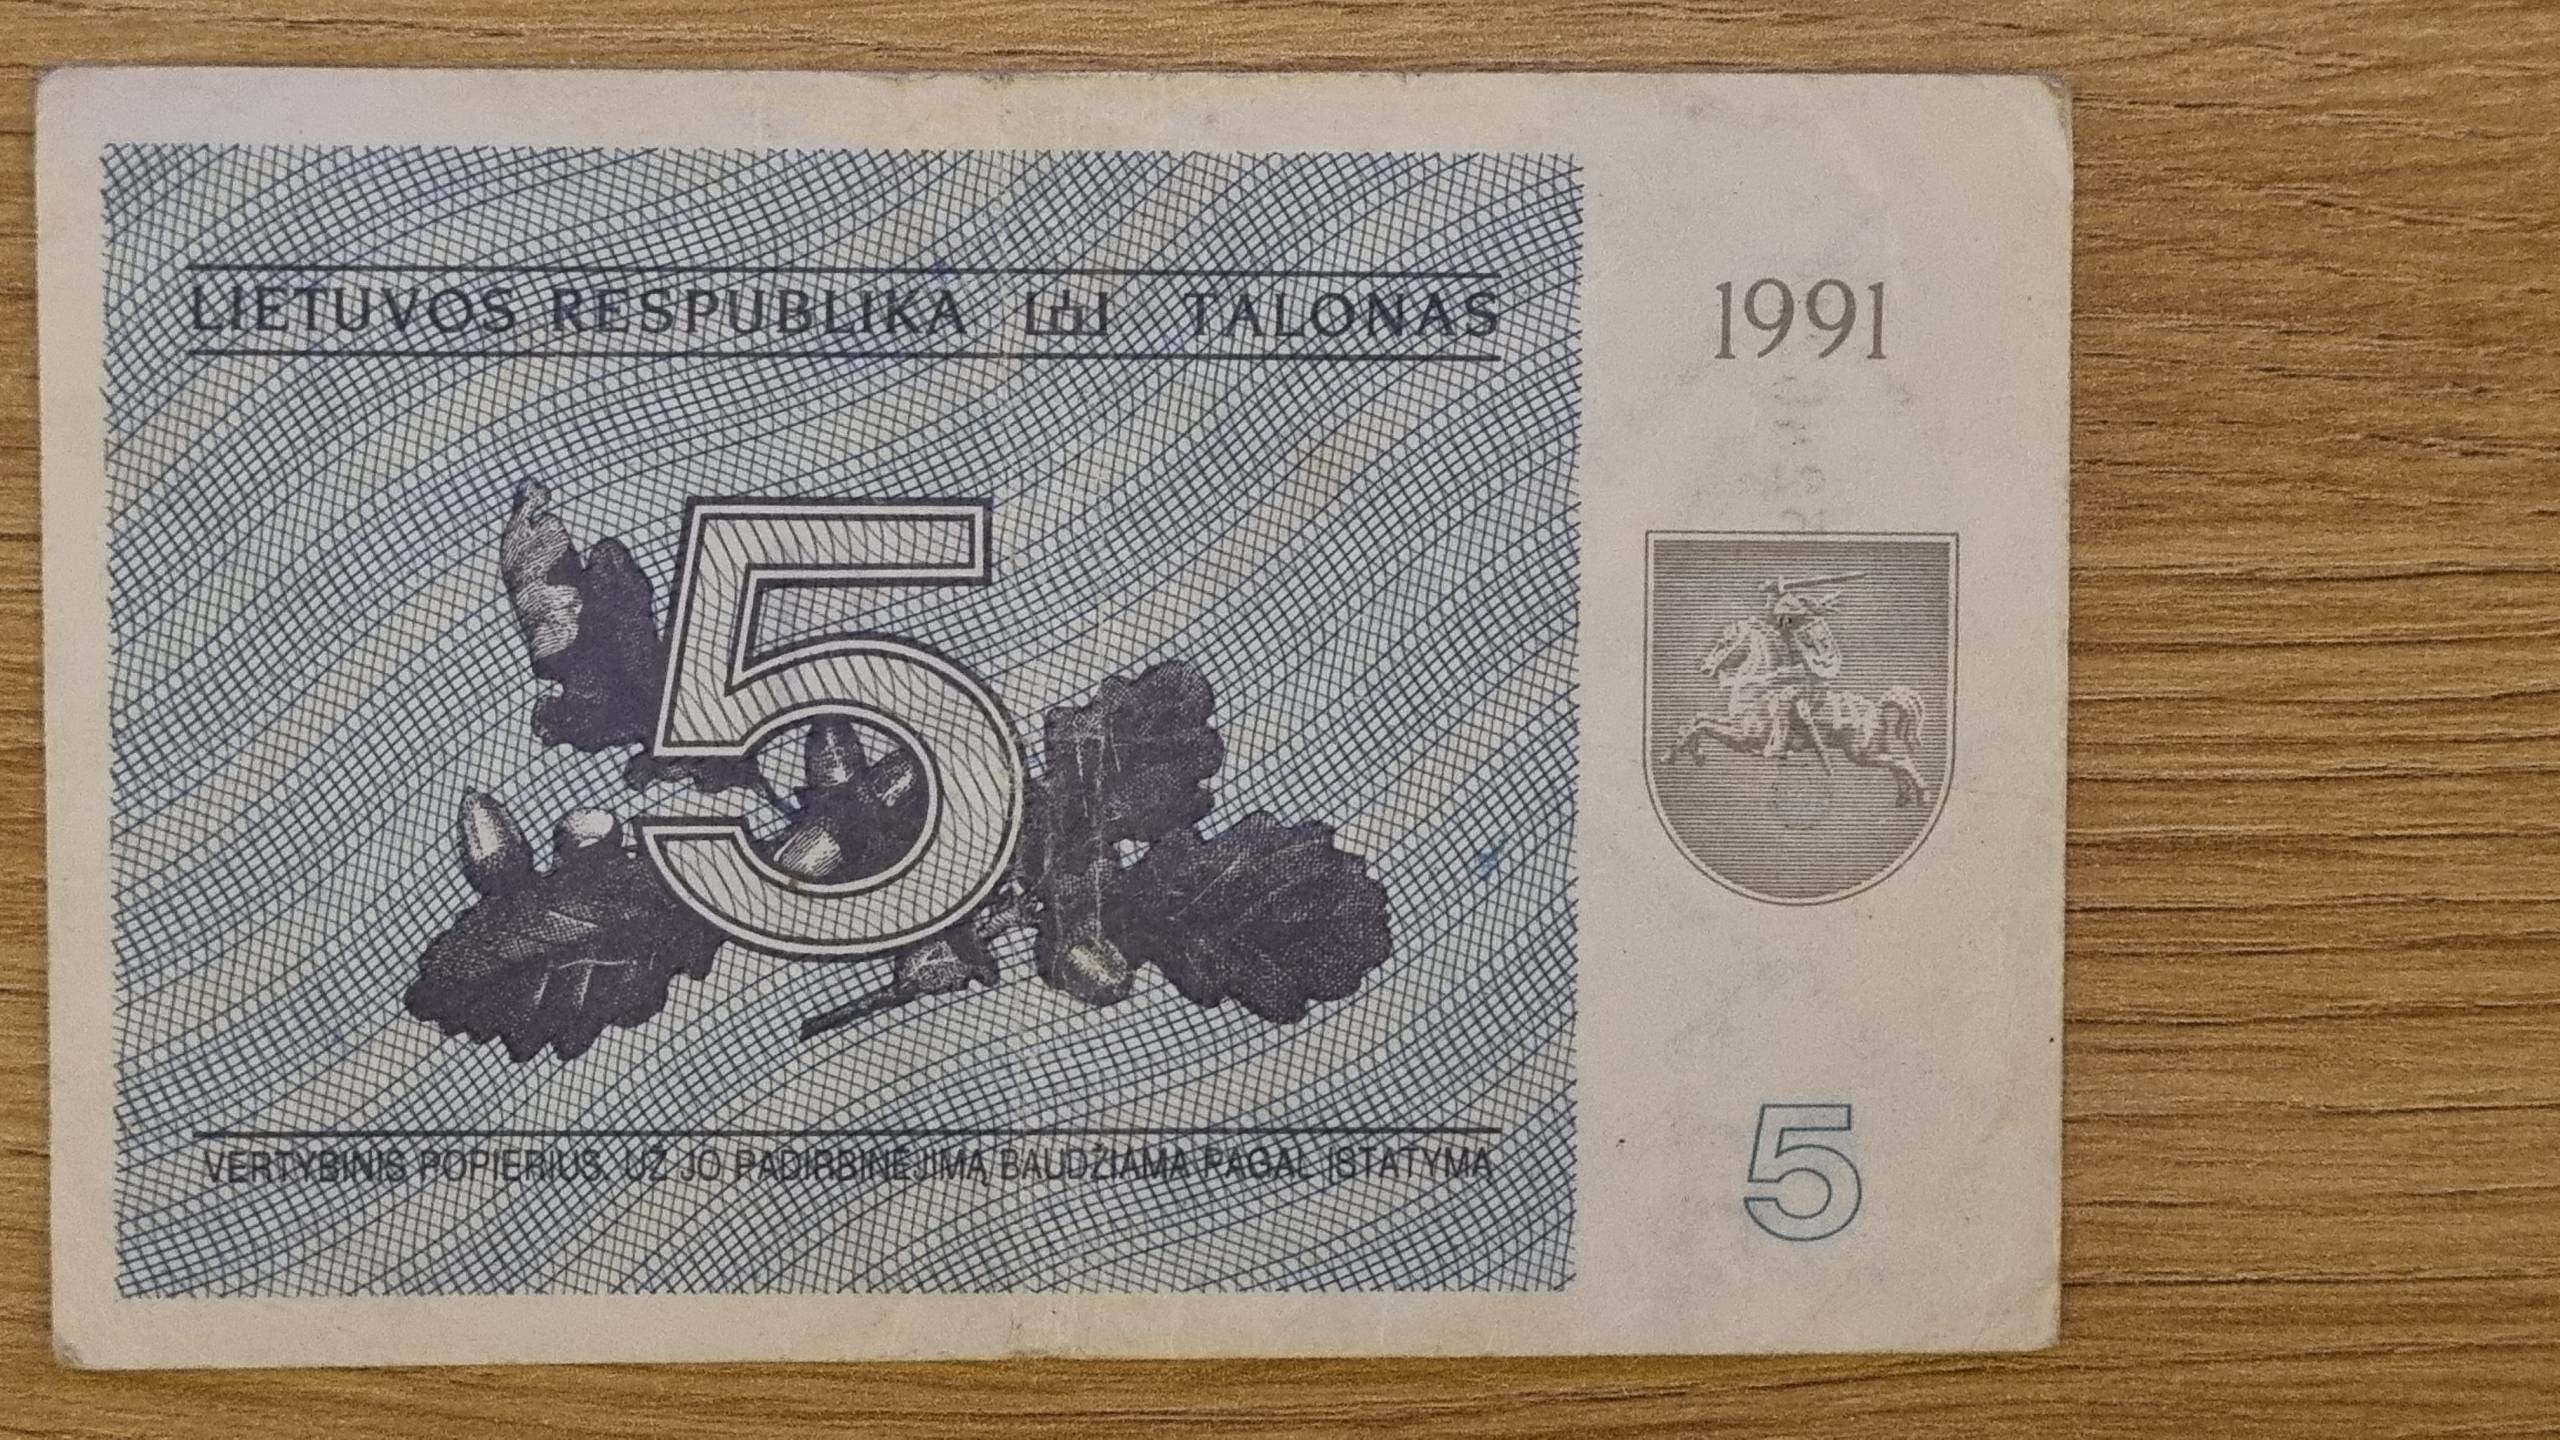 LIETUVOS RESPUBLIKA TALONAS
1991
5
VERTYBINIS POPIERIUS. UŽ JO PADIRBINĖJIMĄ BAUDŽIAMA PAGAL ĮSTATYMĄ
5